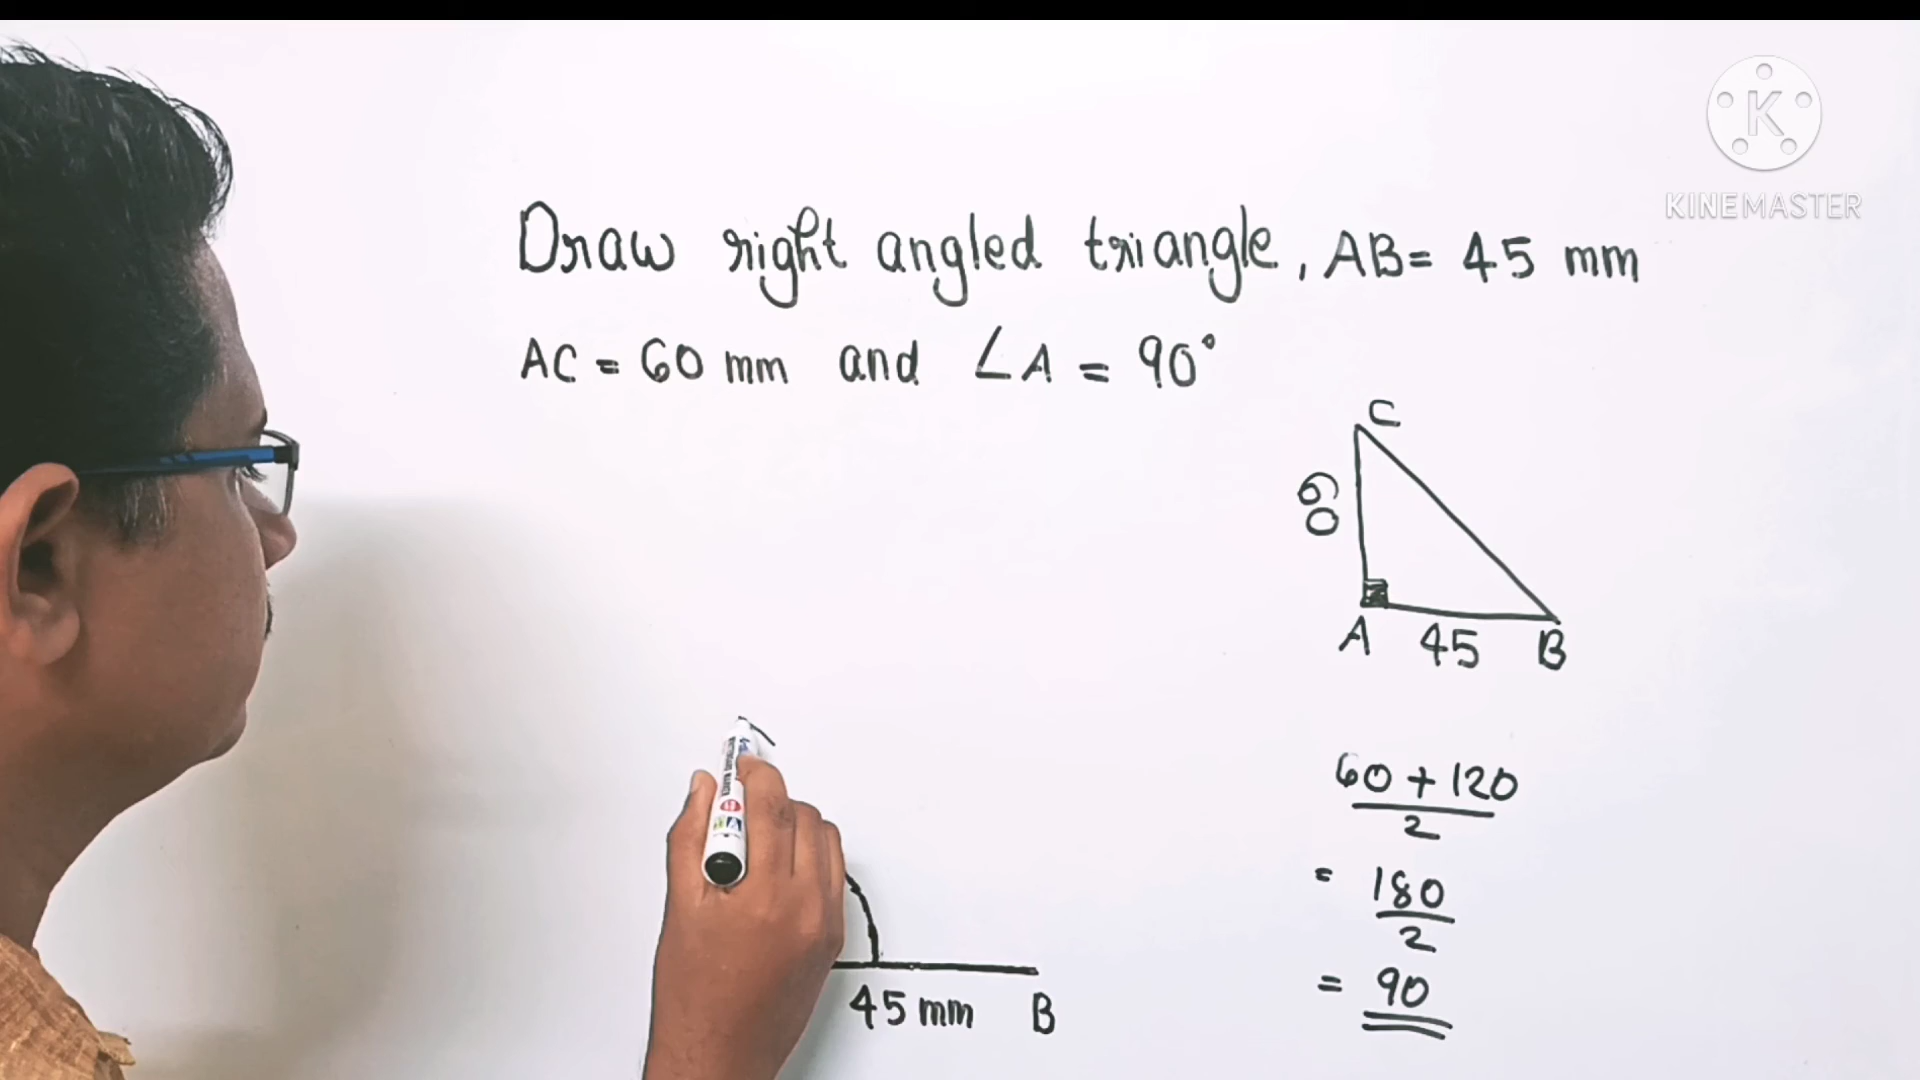 K
KINEMASTER
Draw right angled triangle, AB = 45 mm
AC = 60 mm and ∠A = 90°
C
60
A 45 B
60 + 120
2
= 180
2
= 90
45 mm B